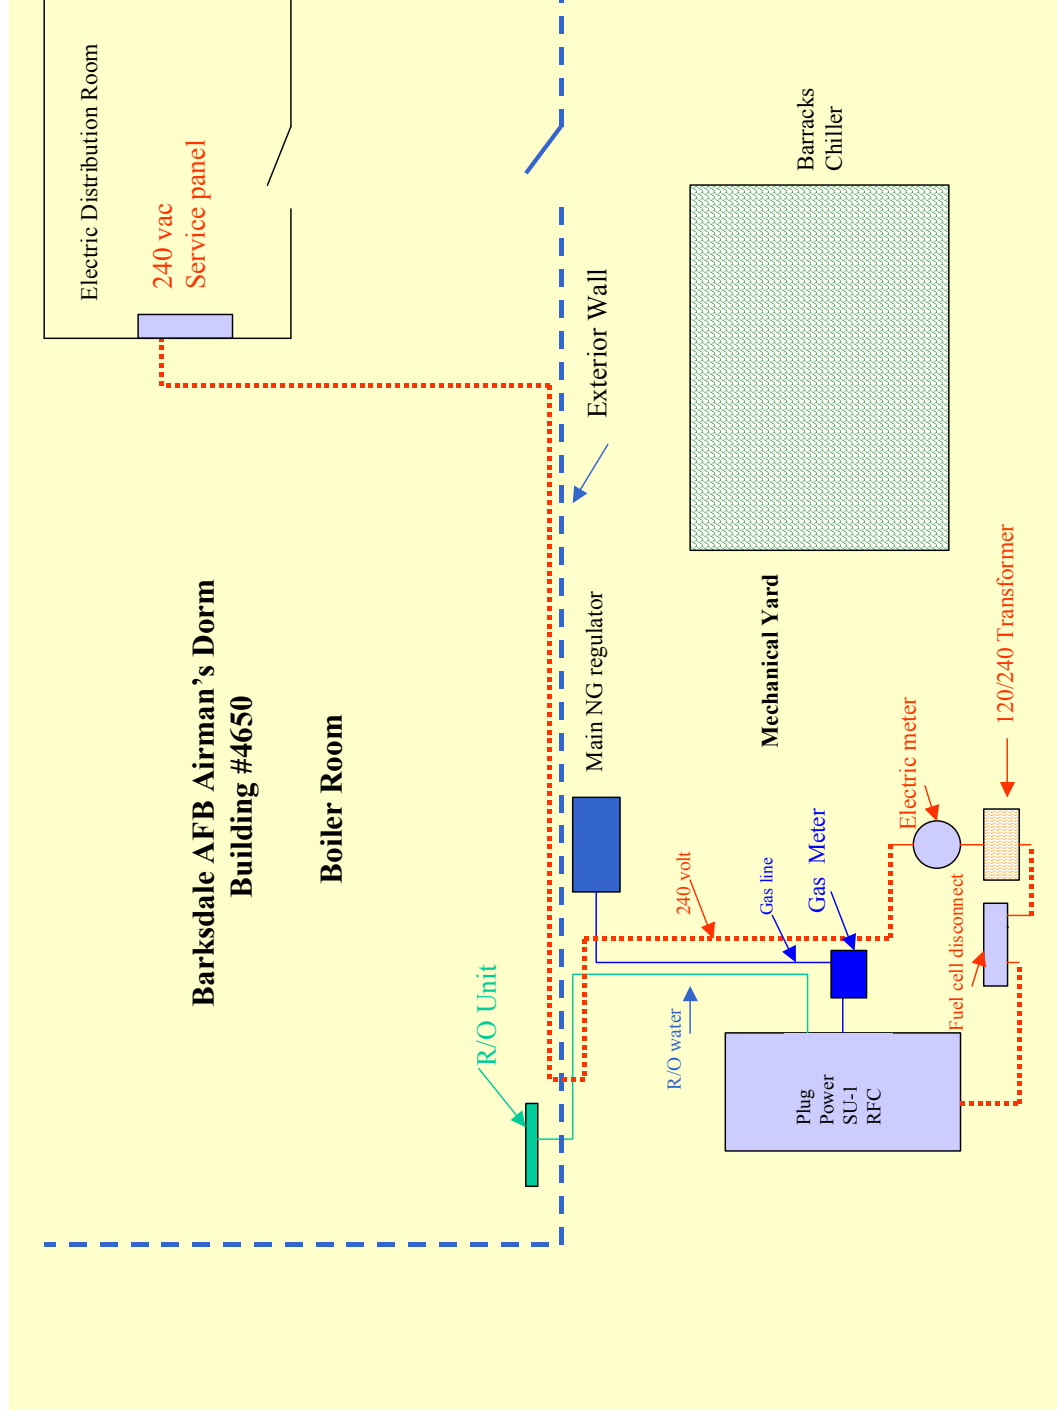 Electric Distribution Room
240 vac
Service panel
Barksdale AFB Airman’s Dorm
Building #4650
Boiler Room
R/O Unit
Exterior Wall
Main NG regulator
Barracks
Chiller
Mechanical Yard
R/O water
240 volt
Gas line
Gas Meter
Electric meter
Fuel cell disconnect
120/240 Transformer
Plug
Power
SU-1
RFC